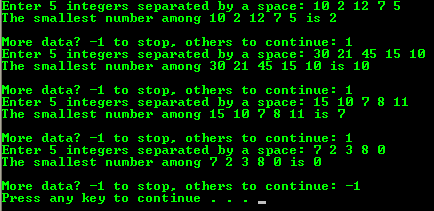 Enter 5 integers separated by a space: 10 2 12 7 5
The smallest number among 10 2 12 7 5 is 2
More data? -1 to stop, others to continue: 1
Enter 5 integers separated by a space: 30 21 45 15 10
The smallest number among 30 21 45 15 10 is 10
More data? -1 to stop, others to continue: 1
Enter 5 integers separated by a space: 15 10 7 8 11
The smallest number among 15 10 7 8 11 is 7
More data? -1 to stop, others to continue: 1
Enter 5 integers separated by a space: 7 2 3 8 0
The smallest number among 7 2 3 8 0 is 0
More data? -1 to stop, others to continue: -1
Press any key to continue . . .